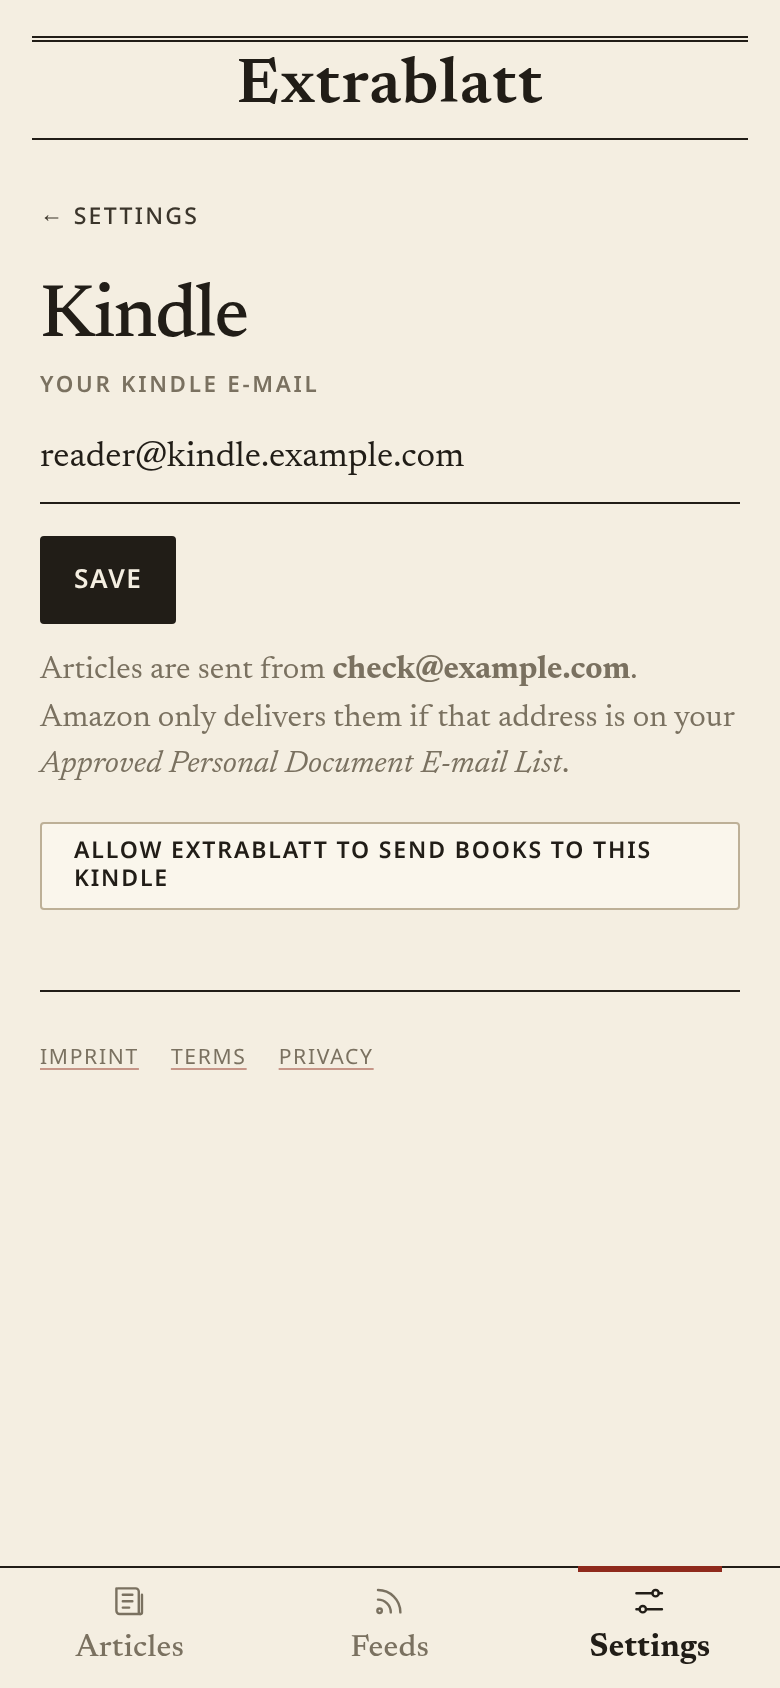 Extrablatt
← SETTINGS
Kindle
YOUR KINDLE E-MAIL
reader@kindle.example.com
SAVE
Articles are sent from check@example.com.
Amazon only delivers them if that address is on your
Approved Personal Document E-mail List.
ALLOW EXTRABLATT TO SEND BOOKS TO THIS
KINDLE
IMPRINT TERMS PRIVACY
Articles Feeds Settings